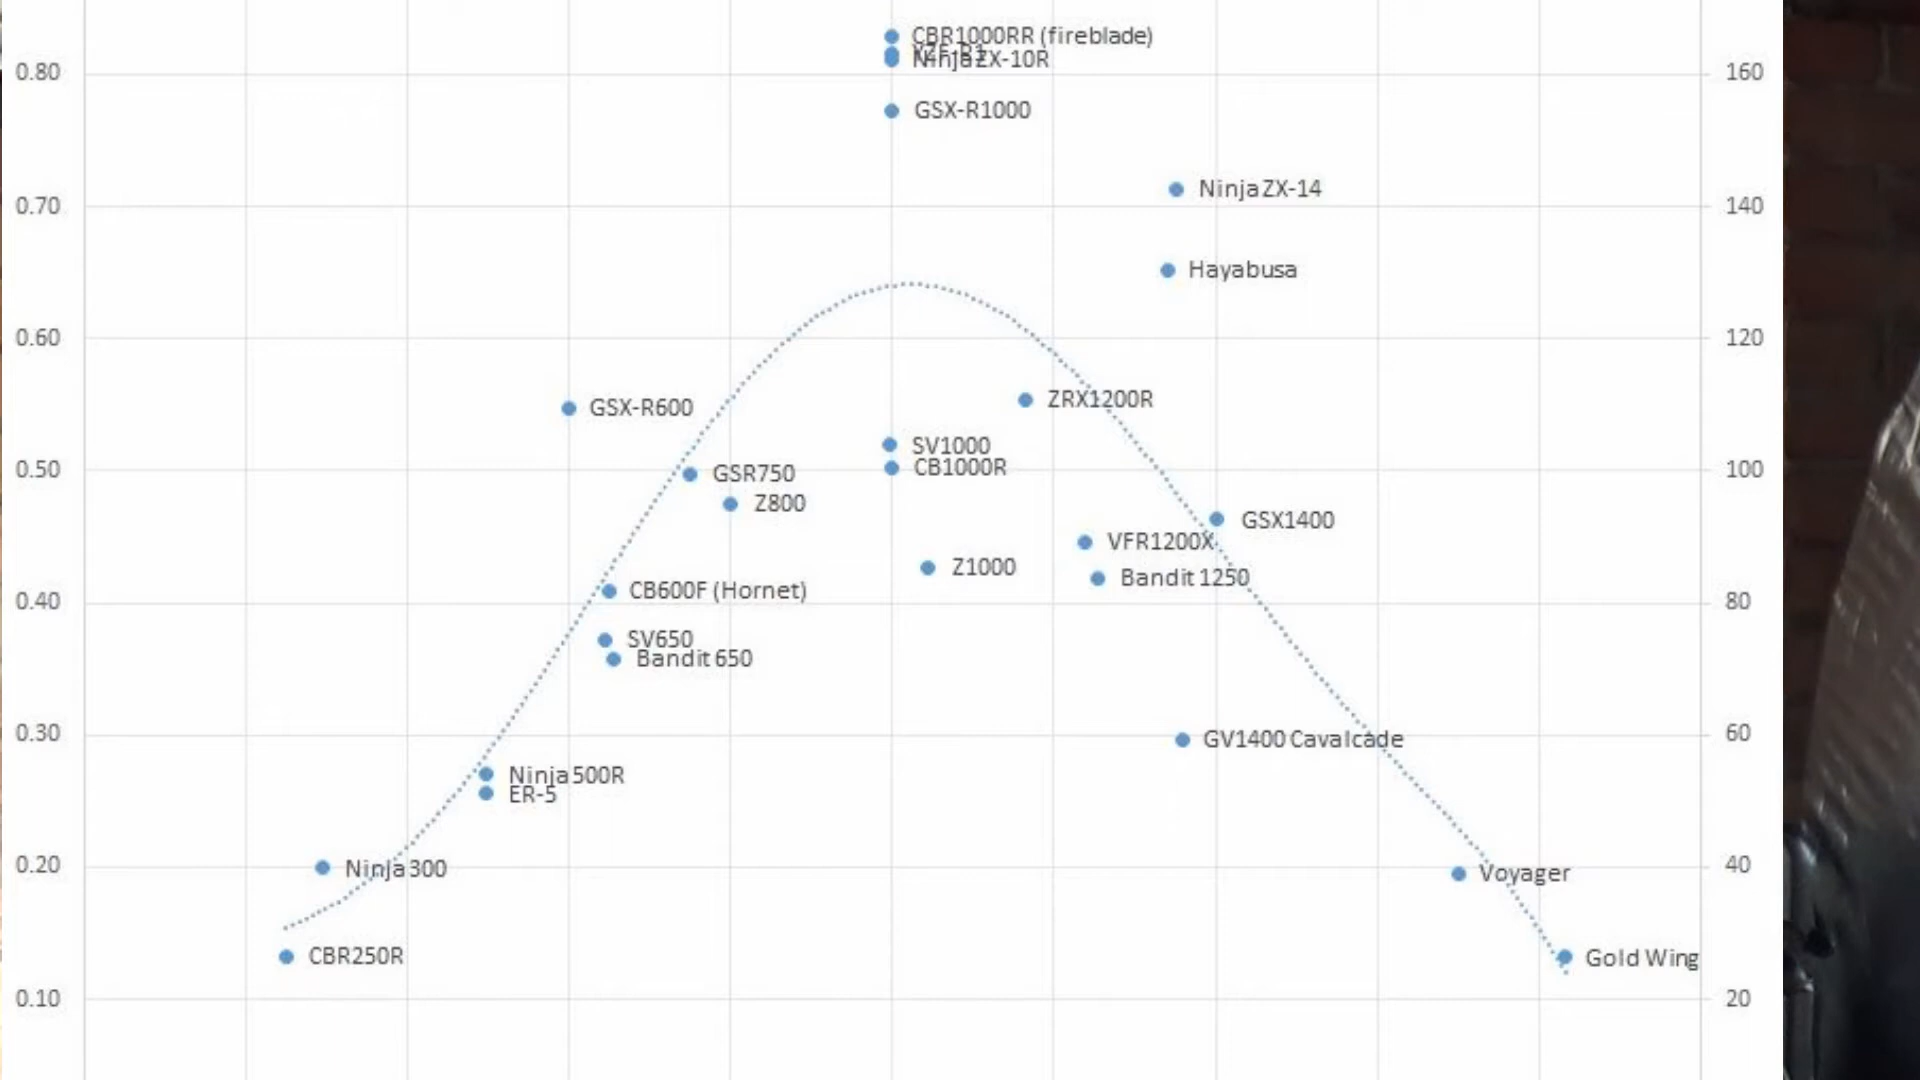 CBR1000RR (fireblade)
Ninja ZX-10R
0.80
160
GSX-R1000
Ninja ZX-14
0.70
140
Hayabusa
0.60
120
ZRX1200R
GSX-R600
SV1000
CB1000R
0.50
100
GSR750
Z800
GSX1400
VFR1200X
Z1000
Bandit 1250
CB600F (Hornet)
0.40
80
SV650
Bandit 650
0.30
60
GV1400 Cavalcade
Ninja 500R
ER-5
0.20
40
Ninja 300
Voyager
CBR250R
Gold Wing
0.10
20